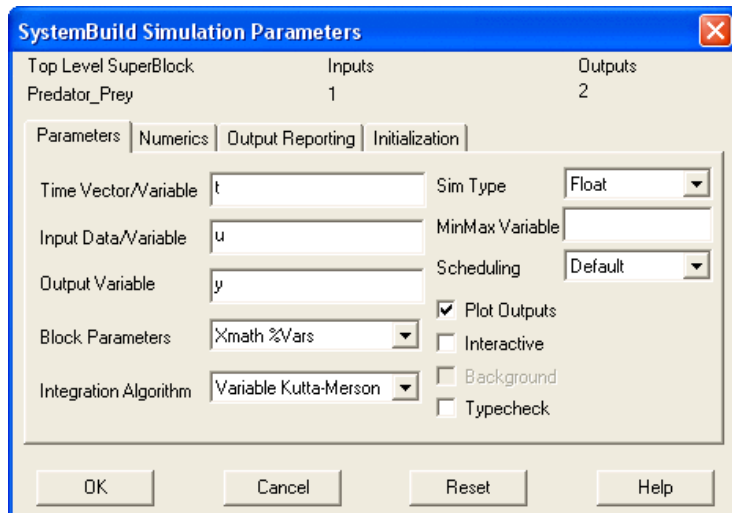 SystemBuild Simulation Parameters
Top Level SuperBlock Inputs Outputs
Predator_Prey 1 2
Parameters Numerics Output Reporting Initialization
Time Vector/Variable t Sim Type Float
Input Data/Variable u MinMax Variable
Output Variable y Scheduling Default
Plot Outputs
Block Parameters Xmath %Vars Interactive
Background
Integration Algorithm Variable Kutta-Merson
Typecheck
OK Cancel Reset Help